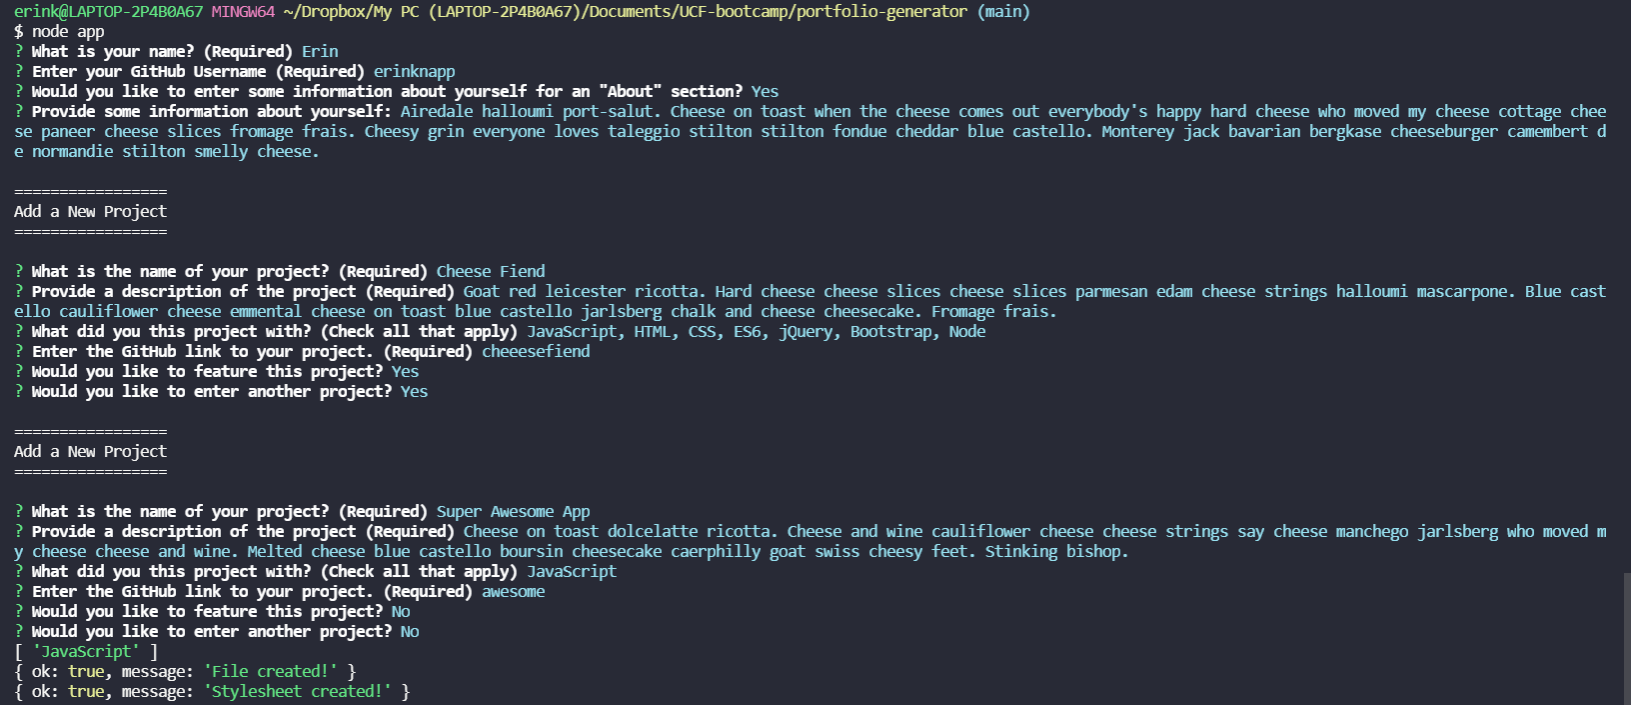 erink@LAPTOP-2P4B0A67 MINGW64 ~/Dropbox/My PC (LAPTOP-2P4B0A67)/Documents/UCF-bootcamp/portfolio-generator (main)
$ node app
? What is your name? (Required) Erin
? Enter your GitHub Username (Required) erinknapp
? Would you like to enter some information about yourself for an "About" section? Yes
? Provide some information about yourself: Airedale halloumi port-salut. Cheese on toast when the cheese comes out everybody's happy hard cheese who moved my cheese cottage chee
se paneer cheese slices fromage frais. Cheesy grin everyone loves taleggio stilton stilton fondue cheddar blue castello. Monterey jack bavarian bergkase cheeseburger camembert d
e normandie stilton smelly cheese.
=================
Add a New Project
=================
? What is the name of your project? (Required) Cheese Fiend
? Provide a description of the project (Required) Goat red leicester ricotta. Hard cheese cheese slices cheese slices parmesan edam cheese strings halloumi mascarpone. Blue cast
ello cauliflower cheese emmental cheese on toast blue castello jarlsberg chalk and cheese cheesecake. Fromage frais.
? What did you this project with? (Check all that apply) JavaScript, HTML, CSS, ES6, jQuery, Bootstrap, Node
? Enter the GitHub link to your project. (Required) cheeesefiend
? Would you like to feature this project? Yes
? Would you like to enter another project? Yes
=================
Add a New Project
=================
? What is the name of your project? (Required) Super Awesome App
? Provide a description of the project (Required) Cheese on toast dolcelatte ricotta. Cheese and wine cauliflower cheese cheese strings say cheese manchego jarlsberg who moved m
y cheese cheese and wine. Melted cheese blue castello boursin cheesecake caerphilly goat swiss cheesy feet. Stinking bishop.
? What did you this project with? (Check all that apply) JavaScript
? Enter the GitHub link to your project. (Required) awesome
? Would you like to feature this project? No
? Would you like to enter another project? No
[ 'JavaScript' ]
{ ok: true, message: 'File created!' }
{ ok: true, message: 'Stylesheet created!' }